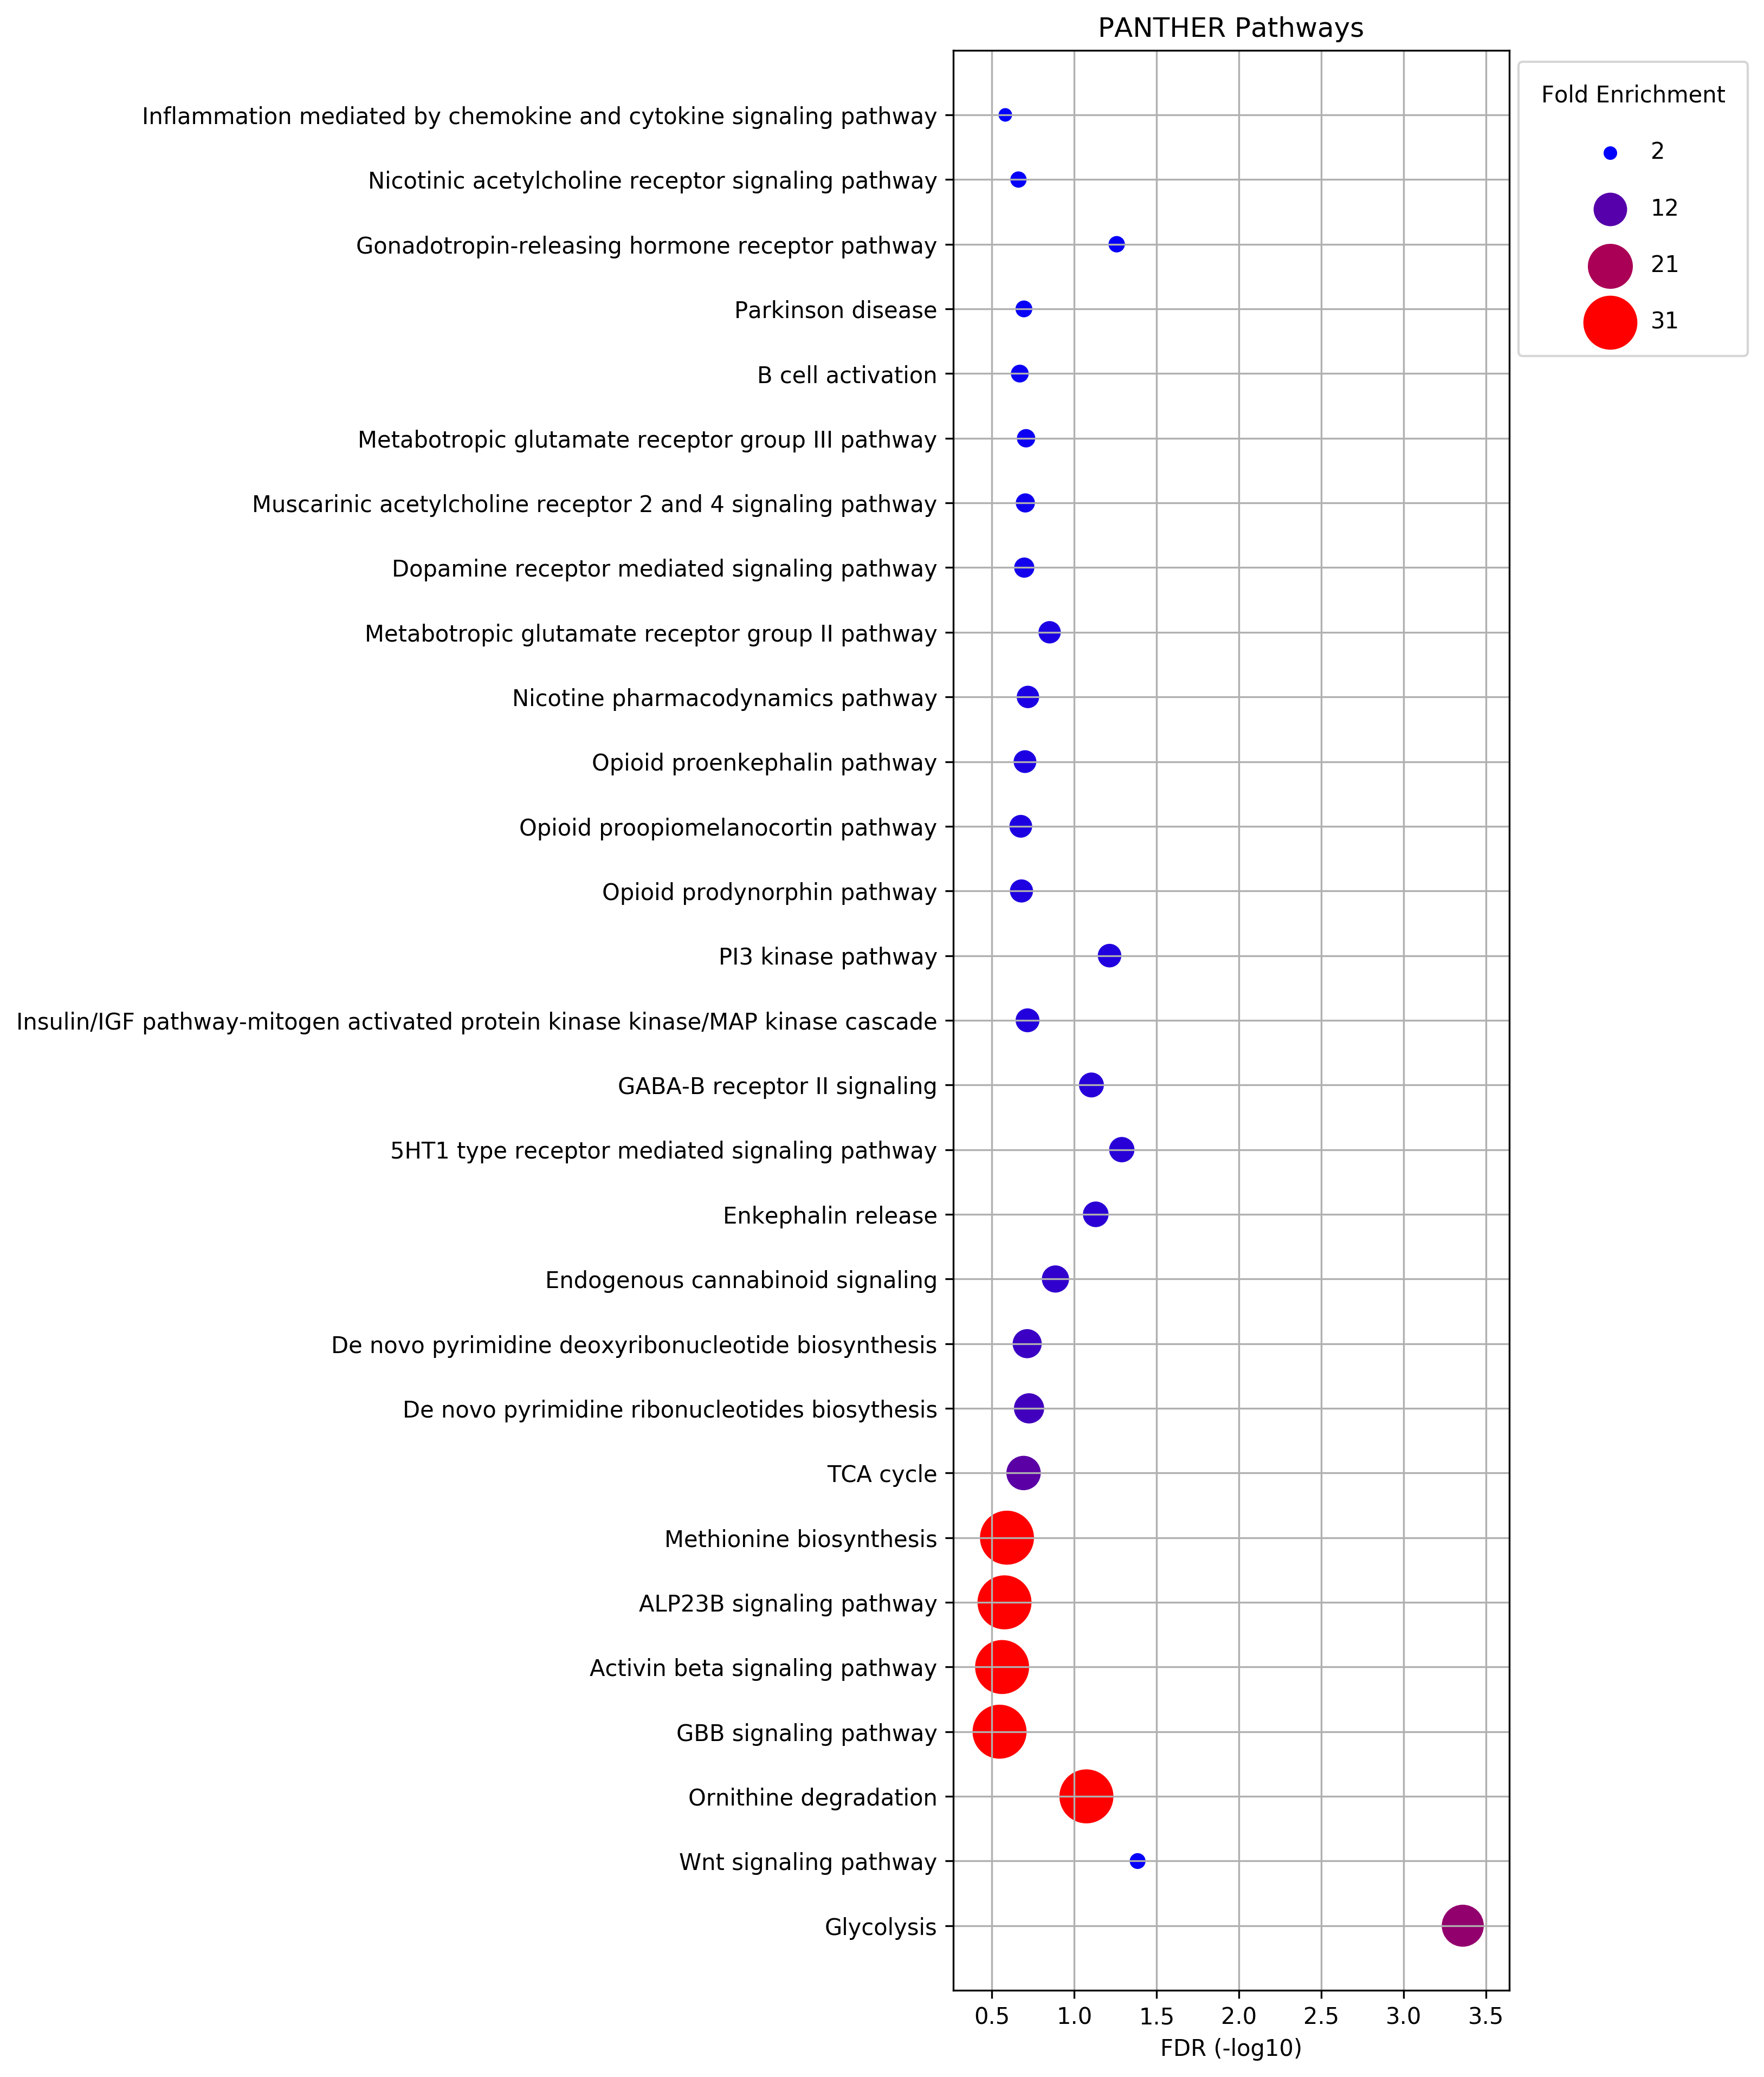 PANTHER Pathways
Fold Enrichment
2
12
21
31
Inflammation mediated by chemokine and cytokine signaling pathway
Nicotinic acetylcholine receptor signaling pathway
Gonadotropin-releasing hormone receptor pathway
Parkinson disease
B cell activation
Metabotropic glutamate receptor group III pathway
Muscarinic acetylcholine receptor 2 and 4 signaling pathway
Dopamine receptor mediated signaling pathway
Metabotropic glutamate receptor group II pathway
Nicotine pharmacodynamics pathway
Opioid proenkephalin pathway
Opioid proopiomelanocortin pathway
Opioid prodynorphin pathway
PI3 kinase pathway
Insulin/IGF pathway-mitogen activated protein kinase kinase/MAP kinase cascade
GABA-B receptor II signaling
5HT1 type receptor mediated signaling pathway
Enkephalin release
Endogenous cannabinoid signaling
De novo pyrimidine deoxyribonucleotide biosynthesis
De novo pyrimidine ribonucleotides biosythesis
TCA cycle
Methionine biosynthesis
ALP23B signaling pathway
Activin beta signaling pathway
GBB signaling pathway
Ornithine degradation
Wnt signaling pathway
Glycolysis
0.5 1.0 1.5 2.0 2.5 3.0 3.5
FDR (-log10)